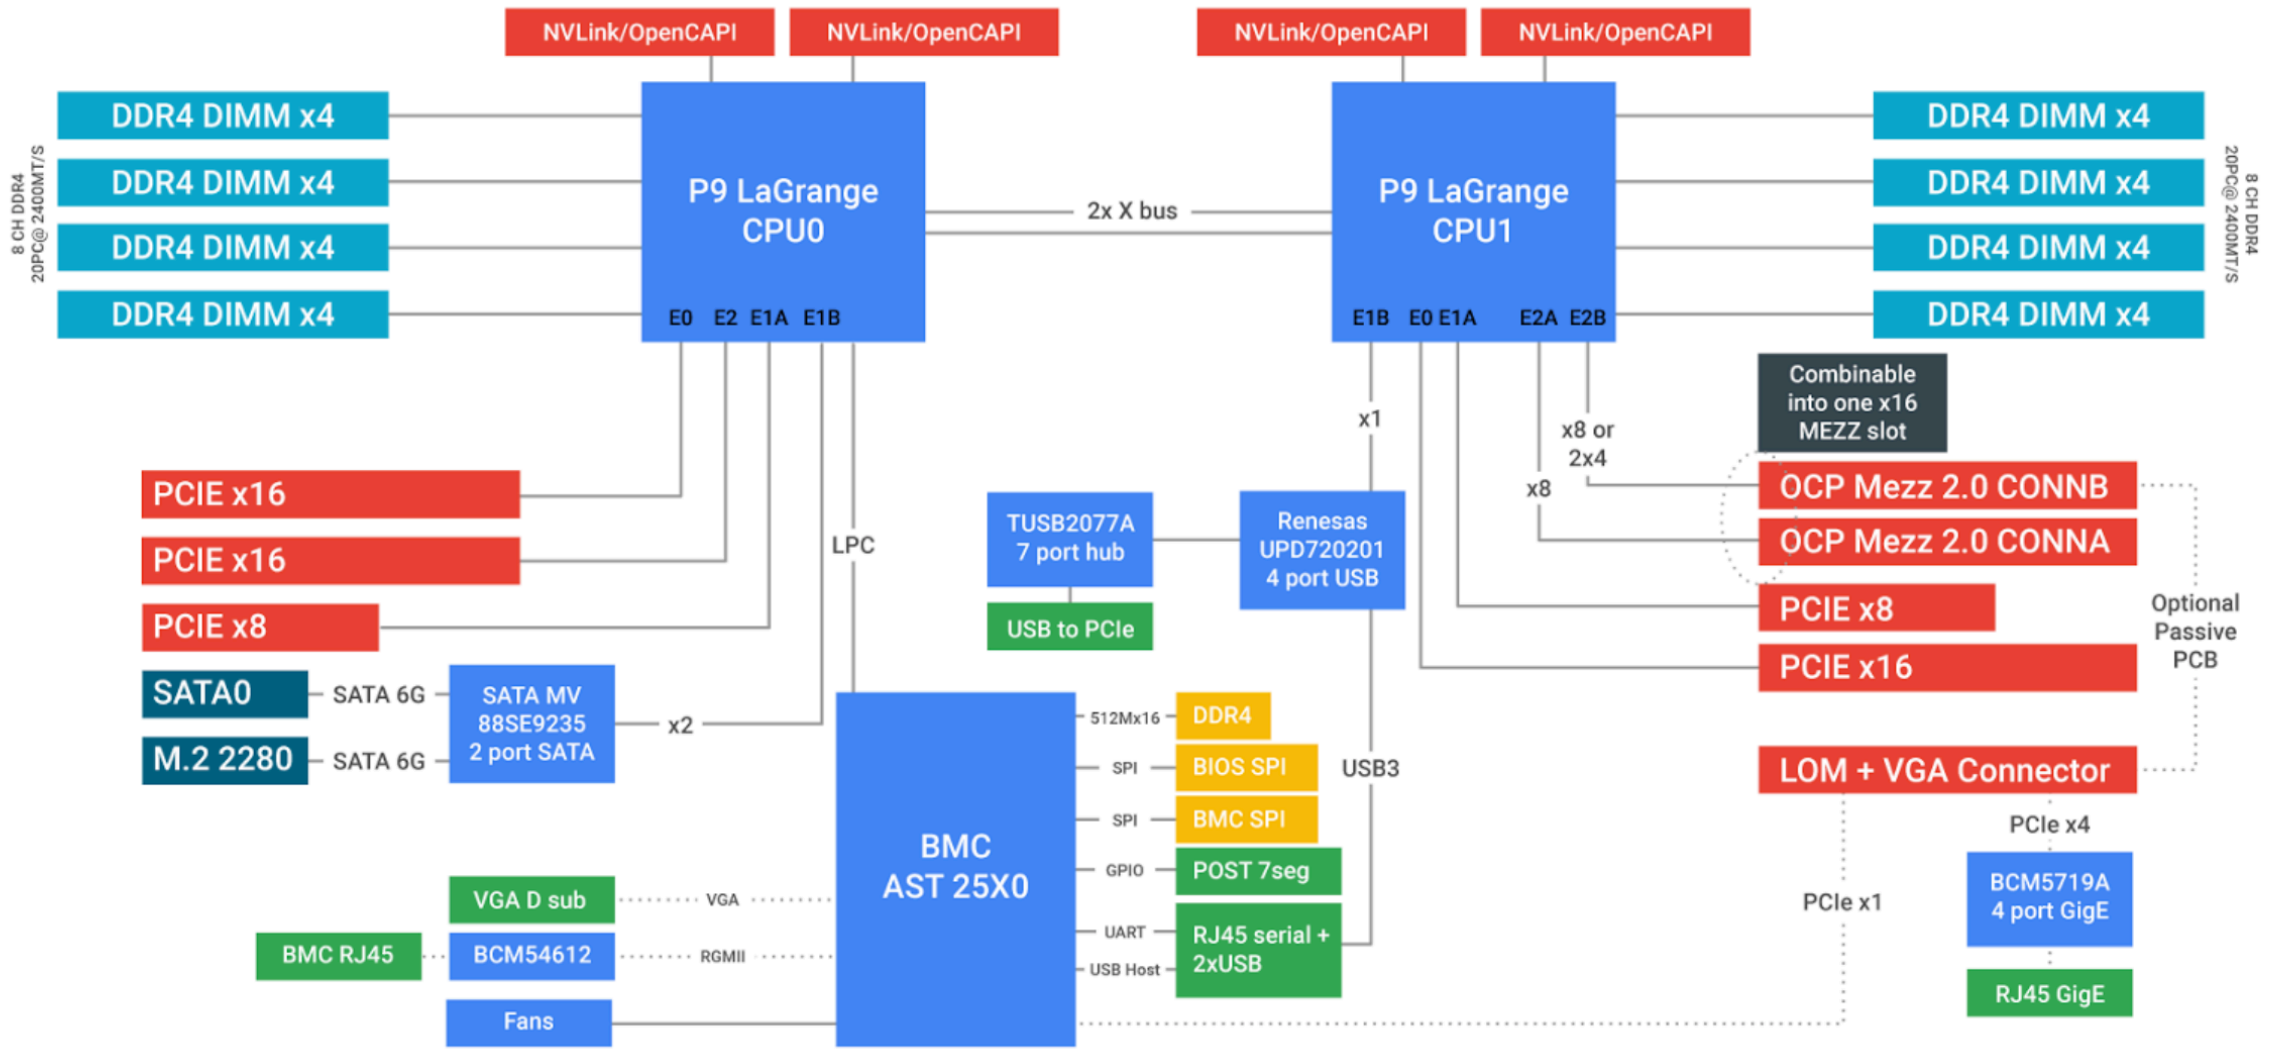 NVLink/OpenCAPI
NVLink/OpenCAPI
NVLink/OpenCAPI
NVLink/OpenCAPI
8 CH DDR4
20PC@ 2400MT/S
DDR4 DIMM x4
DDR4 DIMM x4
DDR4 DIMM x4
DDR4 DIMM x4
P9 LaGrange
CPU0
E0 E2 E1A E1B
2x X bus
P9 LaGrange
CPU1
E1B E0 E1A E2A E2B
DDR4 DIMM x4
DDR4 DIMM x4
DDR4 DIMM x4
DDR4 DIMM x4
8 CH DDR4
20PC@ 2400MT/S
PCIE x16
PCIE x16
PCIE x8
SATA0
SATA 6G
M.2 2280
SATA 6G
SATA MV
88SE9235
2 port SATA
x2
LPC
TUSB2077A
7 port hub
USB to PCIe
x1
Renesas
UPD720201
4 port USB
USB3
x8
x8 or
2x4
Combinable
into one x16
MEZZ slot
OCP Mezz 2.0 CONNB
OCP Mezz 2.0 CONNA
PCIE x8
PCIE x16
Optional
Passive
PCB
LOM + VGA Connector
PCIe x4
PCIe x1
BCM5719A
4 port GigE
RJ45 GigE
BMC
AST 25X0
512Mx16
DDR4
SPI
BIOS SPI
SPI
BMC SPI
GPIO
POST 7seg
UART
USB Host
RJ45 serial +
2xUSB
VGA D sub
VGA
BMC RJ45
BCM54612
RGMII
Fans